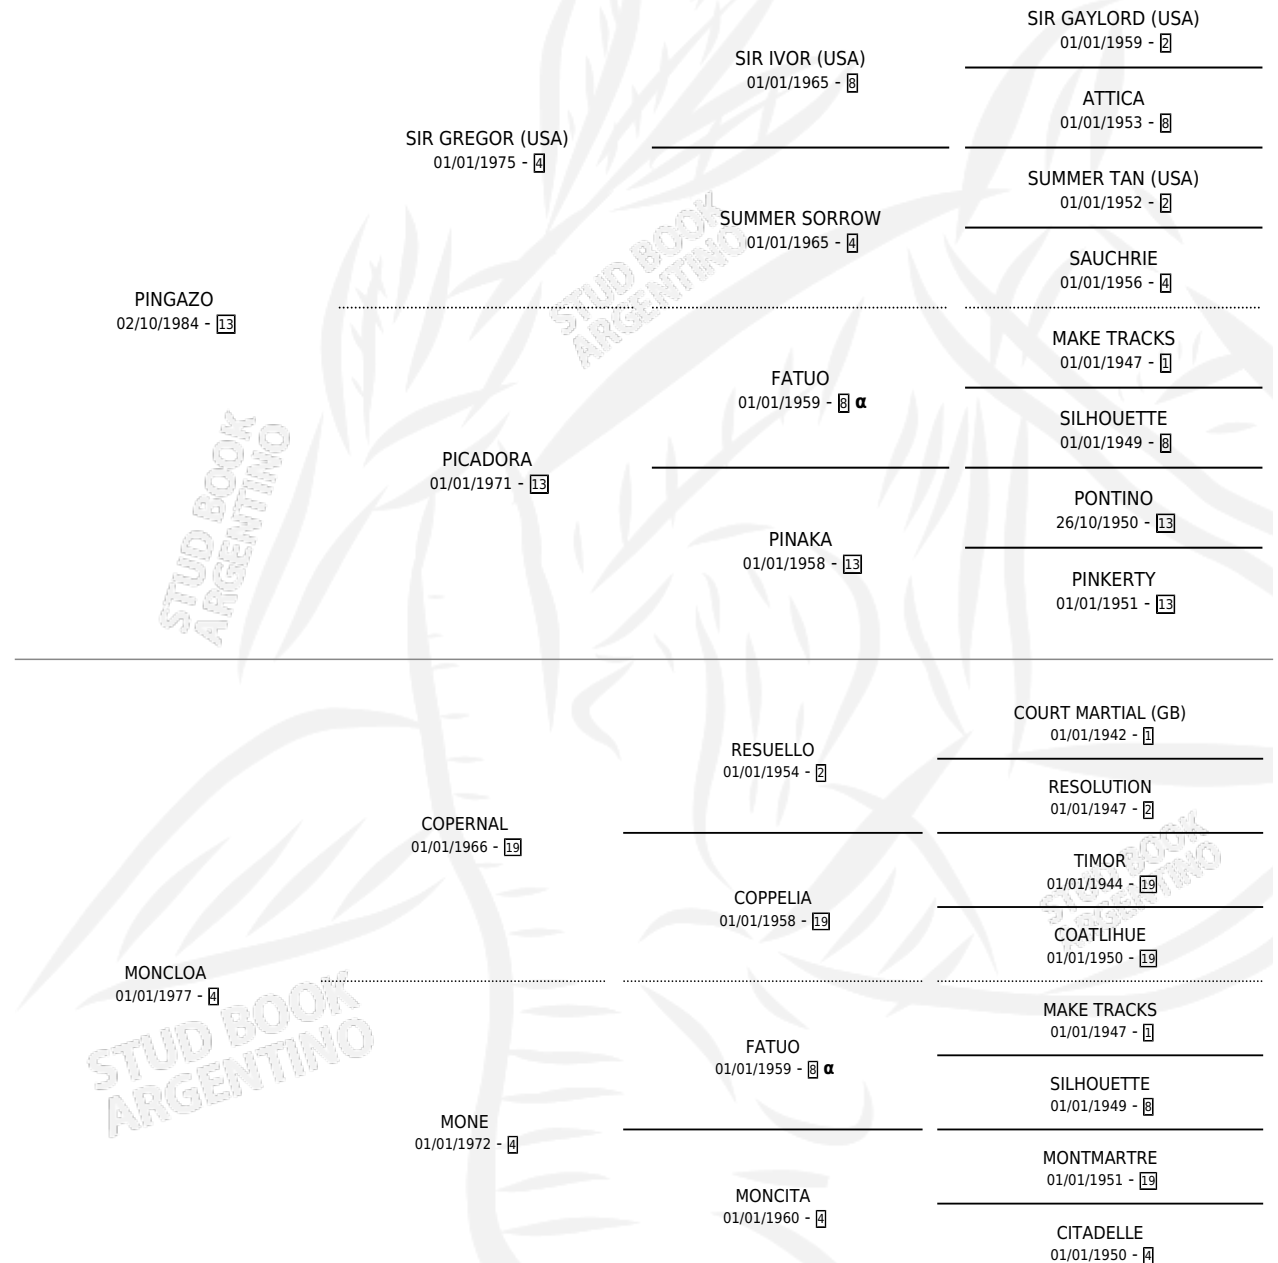 SIR GAYLORD (USA)
01/01/1959 - 2
SIR IVOR (USA)
01/01/1965 - 8
ATTICA
01/01/1953 - 8
SIR GREGOR (USA)
01/01/1975 - 4
SUMMER TAN (USA)
01/01/1952 - 2
SUMMER SORROW
01/01/1965 - 4
SAUCHRIE
01/01/1956 - 4
PINGAZO
02/10/1984 - 13
MAKE TRACKS
01/01/1947 - 1
FATUO
01/01/1959 - 8 α
SILHOUETTE
01/01/1949 - 8
PICADORA
01/01/1971 - 13
PONTINO
26/10/1950 - 13
PINAKA
01/01/1958 - 13
PINKERTY
01/01/1951 - 13
COURT MARTIAL (GB)
01/01/1942 - 1
RESUELLO
01/01/1954 - 2
RESOLUTION
01/01/1947 - 2
COPERNAL
01/01/1966 - 19
TIMOR
01/01/1944 - 19
COPPELIA
01/01/1958 - 19
COATLIHUE
01/01/1950 - 19
MONCLOA
01/01/1977 - 4
MAKE TRACKS
01/01/1947 - 1
FATUO
01/01/1959 - 8 α
SILHOUETTE
01/01/1949 - 8
MONE
01/01/1972 - 4
MONTMARTRE
01/01/1951 - 19
MONCITA
01/01/1960 - 4
CITADELLE
01/01/1950 - 4
STUD BOOK
ARGENTINO
STUD BOOK
ARGENTINO
STUD BOOK
ARGENTINO
STUD BOOK
ARGENTINO